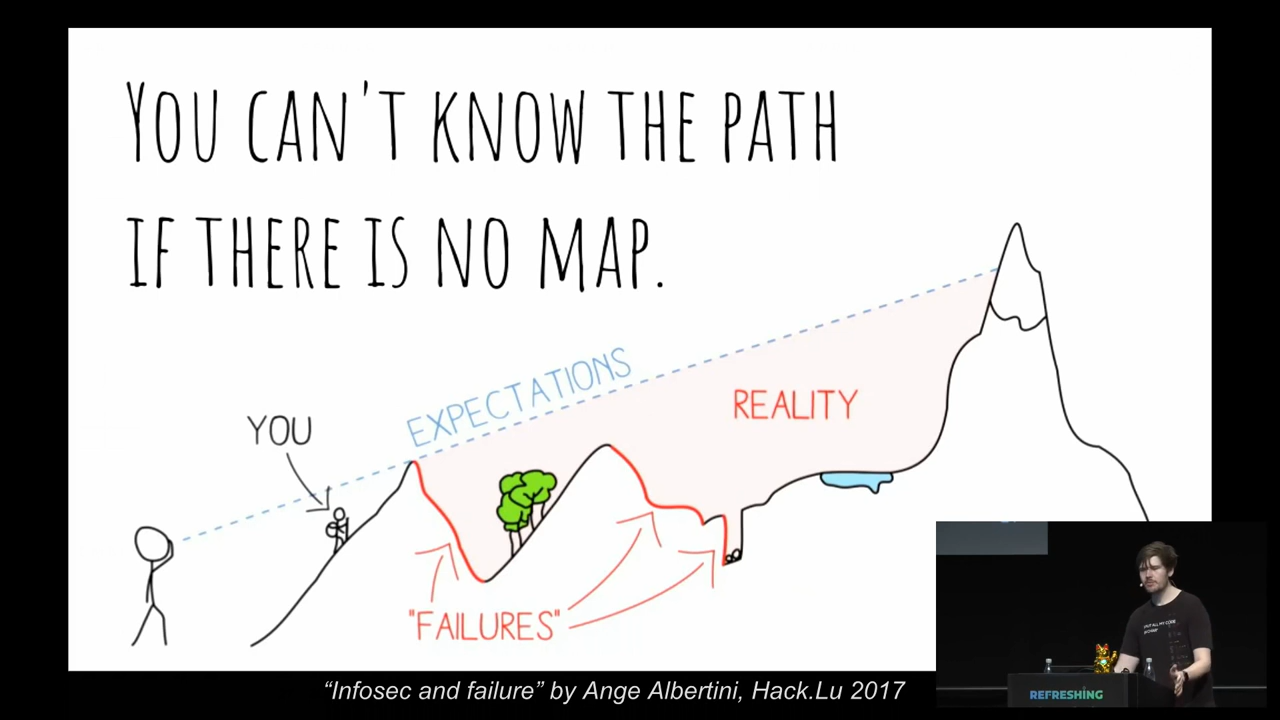 YOU CAN'T KNOW THE PATH
IF THERE IS NO MAP.
EXPECTATIONS
REALITY
YOU
"FAILURES"
"Infosec and failure" by Ange Albertini, Hack.Lu 2017
REFRESHING